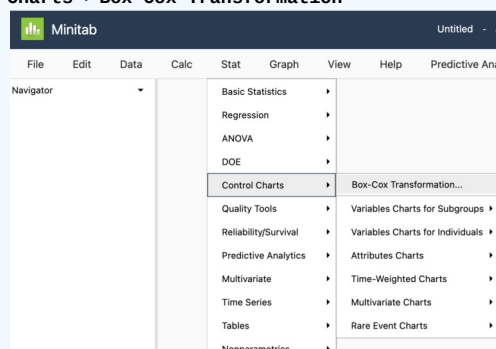 Charts > Box-Cox Transformation
Minitab
Untitled -
File Edit Data Calc Stat Graph View Help Predictive Ana
Navigator
Basic Statistics
Regression
ANOVA
DOE
Control Charts
Quality Tools
Reliability/Survival
Predictive Analytics
Multivariate
Time Series
Tables
Nonparametrics
Box-Cox Transformation...
Variables Charts for Subgroups
Variables Charts for Individuals
Attributes Charts
Time-Weighted Charts
Multivariate Charts
Rare Event Charts